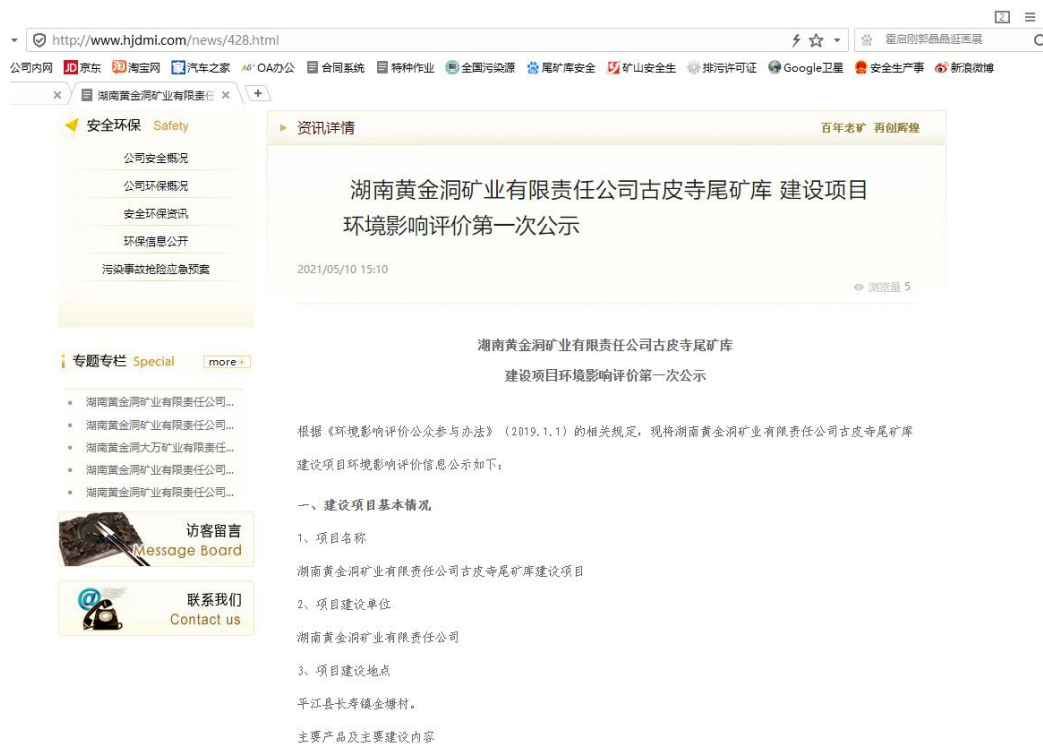 2
http://www.hjdmi.com/news/428.html
霍启刚郭晶晶逛画展
公司内网 JD 京东 淘宝网 汽车之家 OA办公 合同系统 特种作业 全国污染源 尾矿库安全 矿山安全生 排污许可证 Google卫星 安全生产事 新浪微博
湖南黄金洞矿业有限责任
安全环保 Safety
公司安全概况
公司环保概况
安全环保资讯
环保信息公开
污染事故抢险应急预案
资讯详情
百年老矿 再创辉煌
湖南黄金洞矿业有限责任公司古皮寺尾矿库 建设项目
环境影响评价第一次公示
2021/05/10 15:10
浏览量 5
专题专栏 Special more
湖南黄金洞矿业有限责任公司...
湖南黄金洞矿业有限责任公司...
湖南黄金洞大万矿业有限责任...
湖南黄金洞矿业有限责任公司...
湖南黄金洞矿业有限责任公司...
访客留言
Message Board
联系我们
Contact us
湖南黄金洞矿业有限责任公司古皮寺尾矿库
建设项目环境影响评价第一次公示
根据《环境影响评价公众参与办法》（2019.1.1）的相关规定，现将湖南黄金洞矿业有限责任公司古皮寺尾矿库
建设项目环境影响评价信息公示如下：
一、建设项目基本情况
1、项目名称
湖南黄金洞矿业有限责任公司古皮寺尾矿库建设项目
2、项目建设单位
湖南黄金洞矿业有限责任公司
3、项目建设地点
平江县长寿镇金塘村。
主要产品及主要建设内容